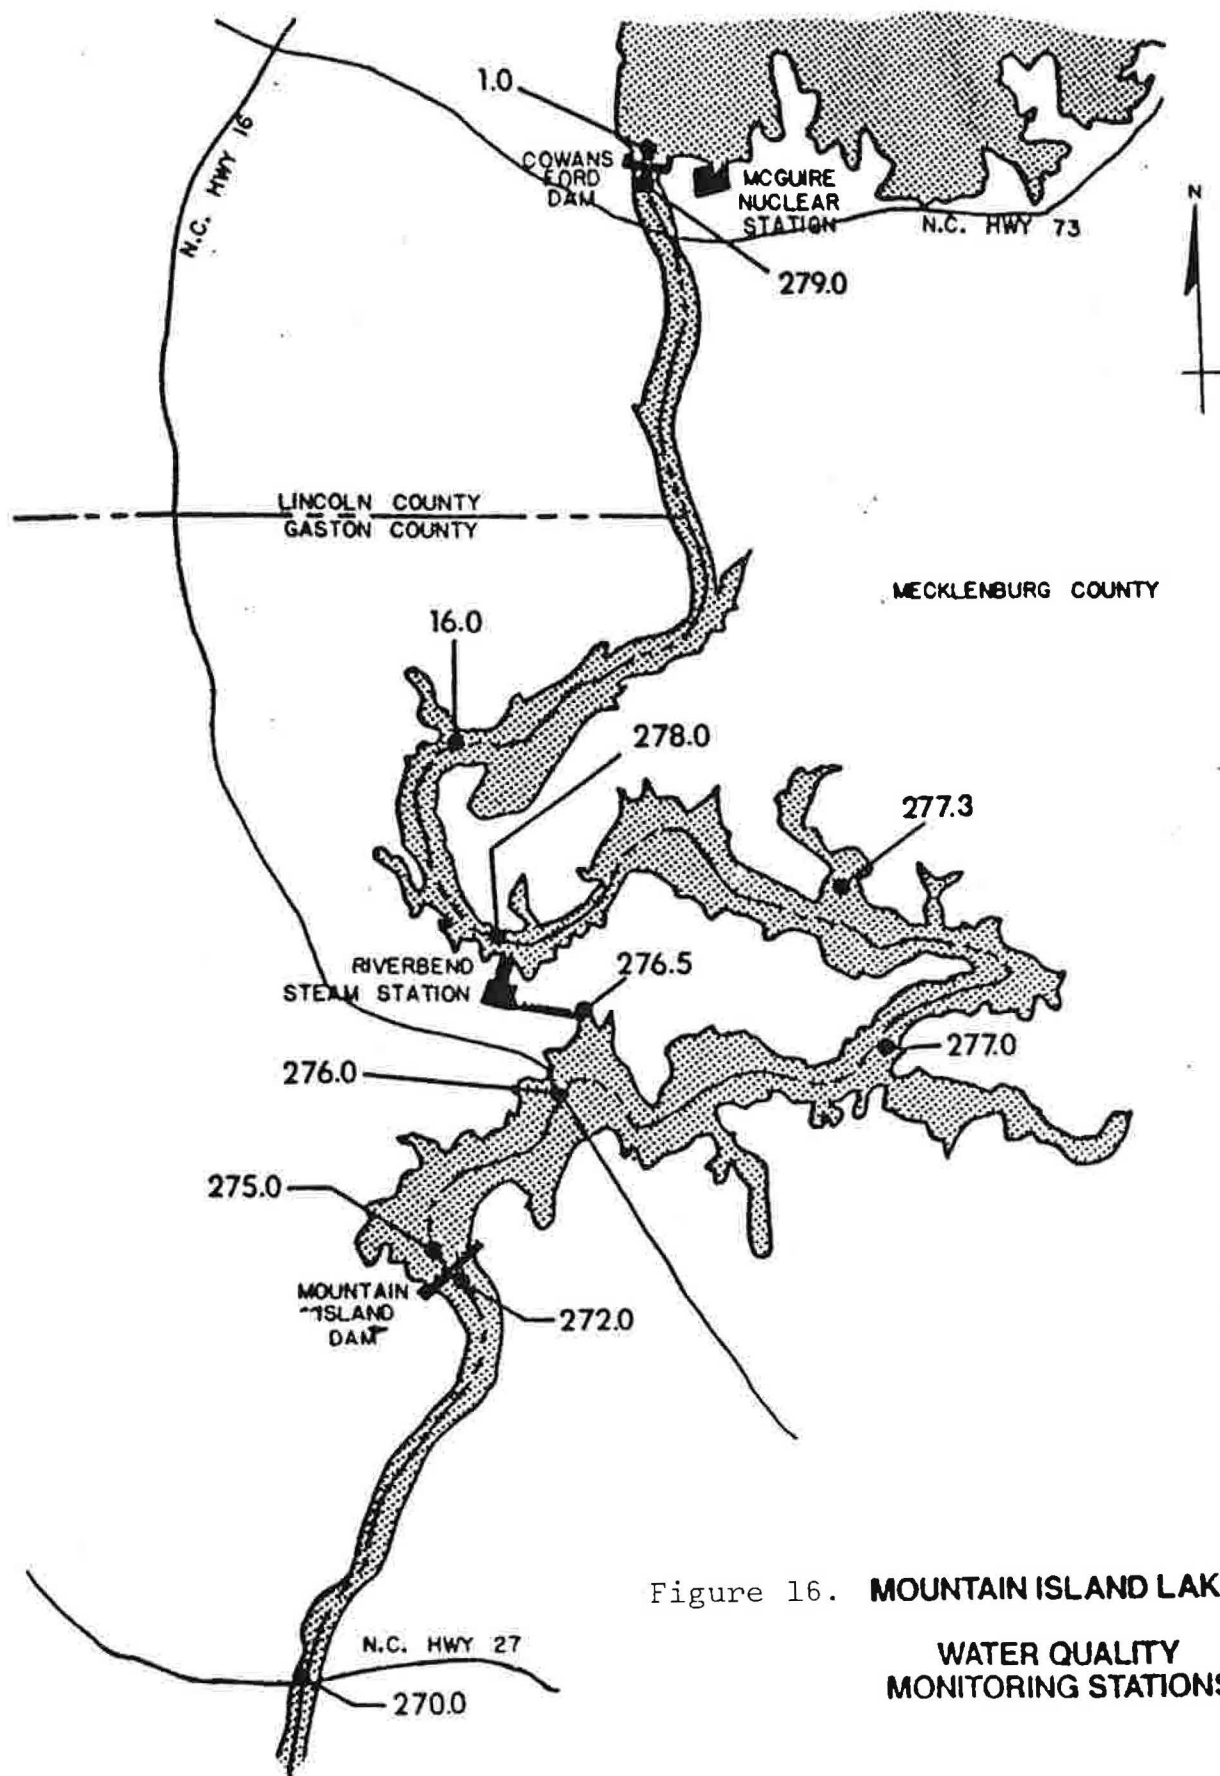 1.0
COWANS
FORD
DAM
MCGUIRE
NUCLEAR
STATION
N.C. HWY 16
N.C. HWY 73
N
279.0
LINCOLN COUNTY
GASTON COUNTY
MECKLENBURG COUNTY
16.0
278.0
277.3
RIVERBEND
STEAM STATION
276.5
276.0
277.0
275.0
MOUNTAIN
ISLAND
DAM
272.0
Figure 16. MOUNTAIN ISLAND LAK
WATER QUALITY
MONITORING STATIONS
N.C. HWY 27
270.0